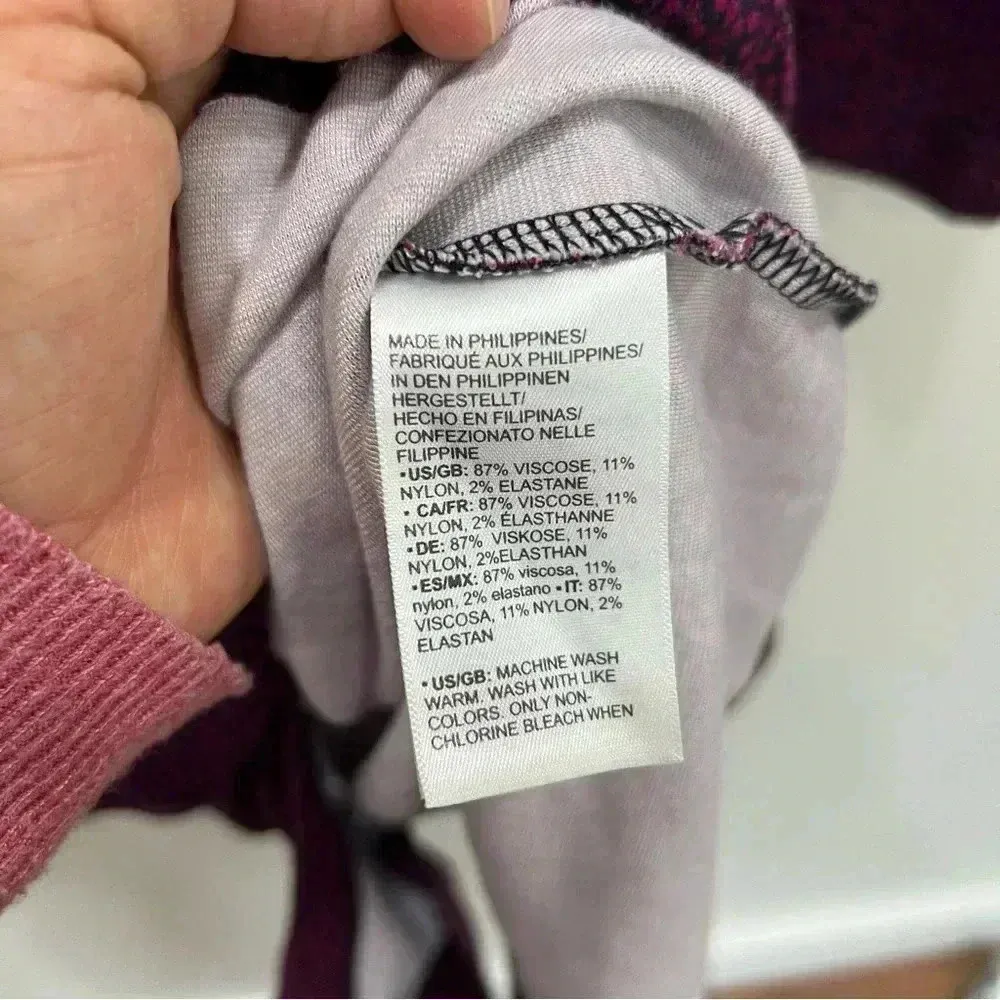 MADE IN PHILIPPINES/
FABRIQUÉ AUX PHILIPPINES/
IN DEN PHILIPPINEN
HERGESTELLT/
HECHO EN FILIPINAS/
CONFEZIONATO NELLE
FILIPPINE
•US/GB: 87% VISCOSE, 11%
NYLON, 2% ELASTANE
• CA/FR: 87% VISCOSE, 11%
NYLON, 2% ÉLASTHANNE
•DE: 87% VISKOSE, 11%
NYLON, 2%ELASTHAN
•ES/MX: 87% viscosa, 11%
nylon, 2% elastano •IT: 87%
VISCOSA, 11% NYLON, 2%
ELASTAN
• US/GB: MACHINE WASH
WARM. WASH WITH LIKE
COLORS. ONLY NON-
CHLORINE BLEACH WHEN